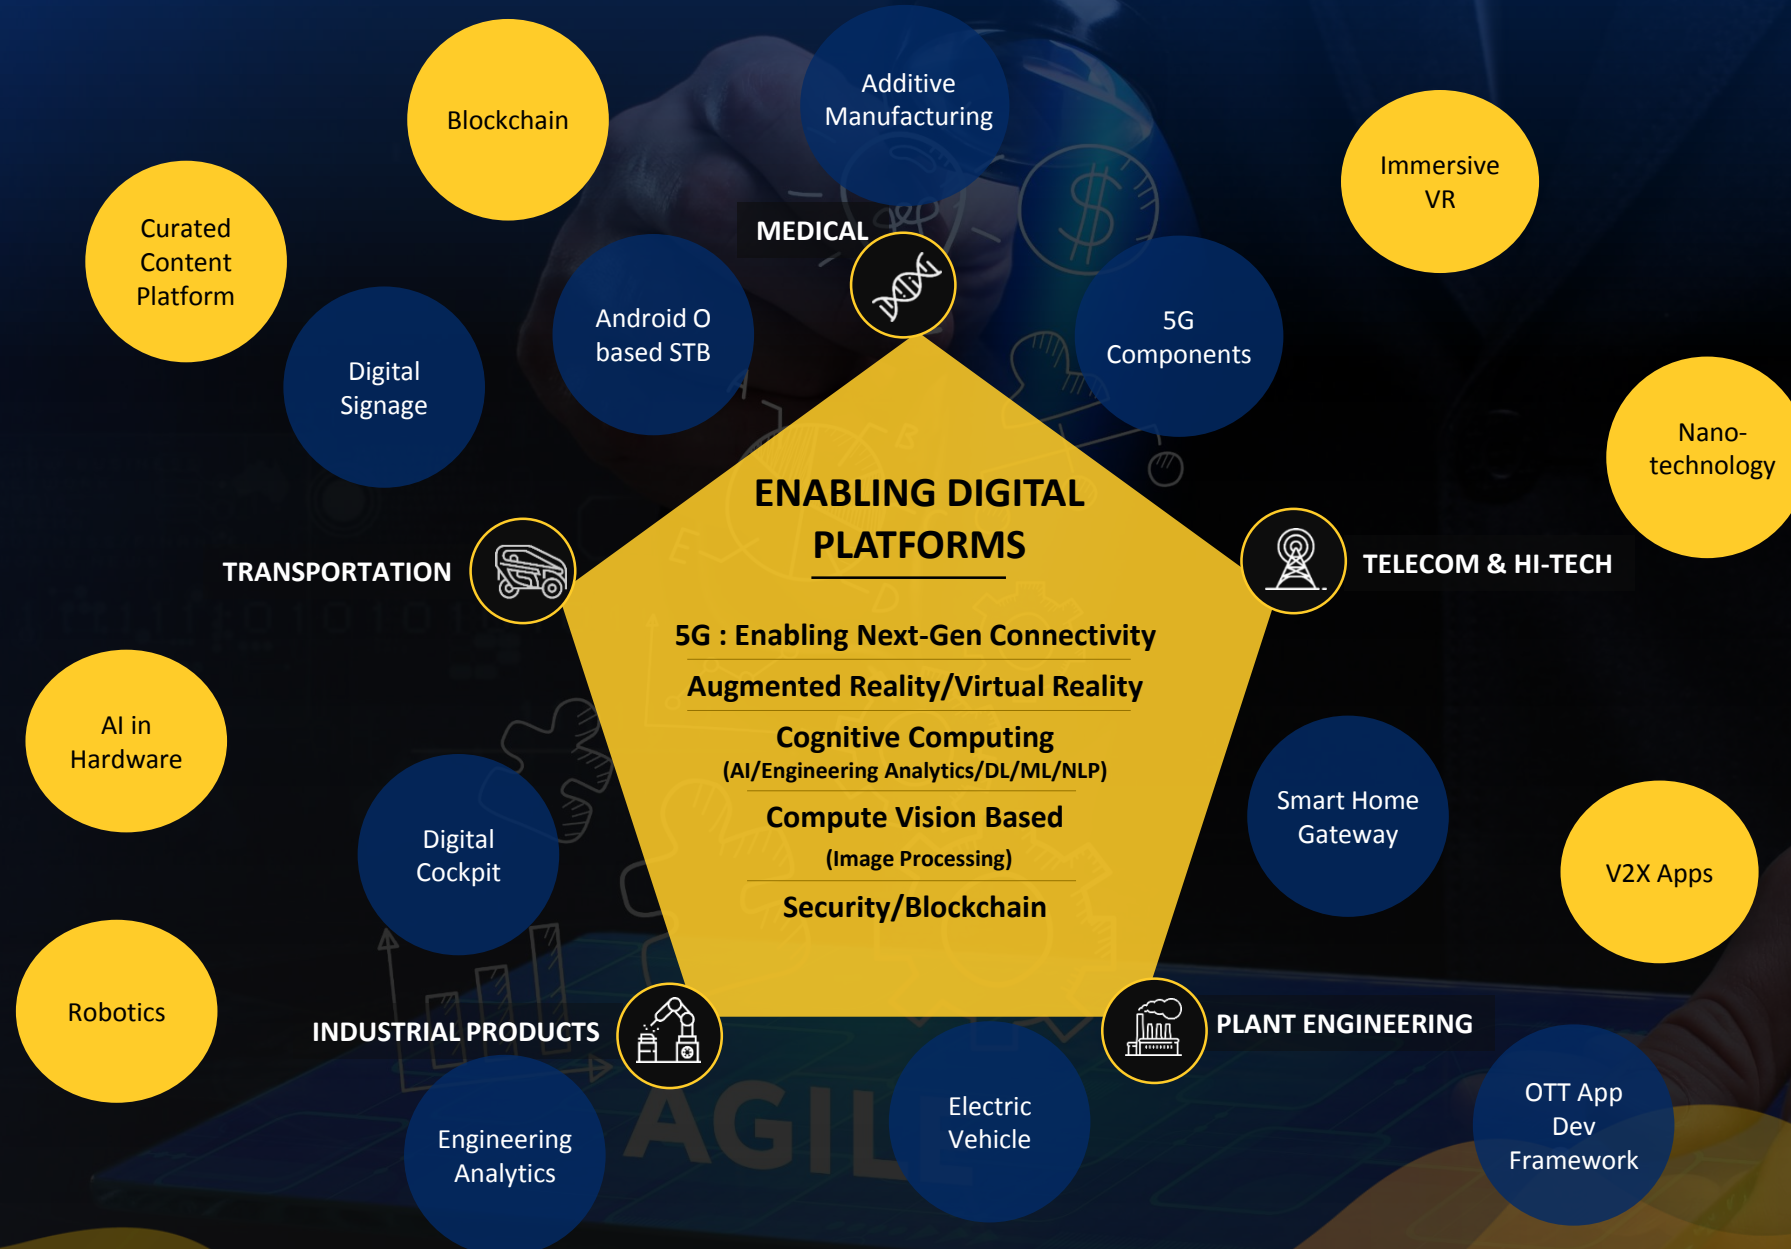 Blockchain
Additive
Manufacturing
Immersive
VR
Curated
Content
Platform
MEDICAL
Android O
based STB
5G
Components
Digital
Signage
Nano-
technology
ENABLING DIGITAL
PLATFORMS
TRANSPORTATION
TELECOM & HI-TECH
5G : Enabling Next-Gen Connectivity
Augmented Reality/Virtual Reality
Cognitive Computing
(AI/Engineering Analytics/DL/ML/NLP)
Compute Vision Based
(Image Processing)
Security/Blockchain
AI in
Hardware
Digital
Cockpit
Smart Home
Gateway
V2X Apps
Robotics
INDUSTRIAL PRODUCTS
PLANT ENGINEERING
Engineering
Analytics
Electric
Vehicle
OTT App
Dev
Framework
AGILE